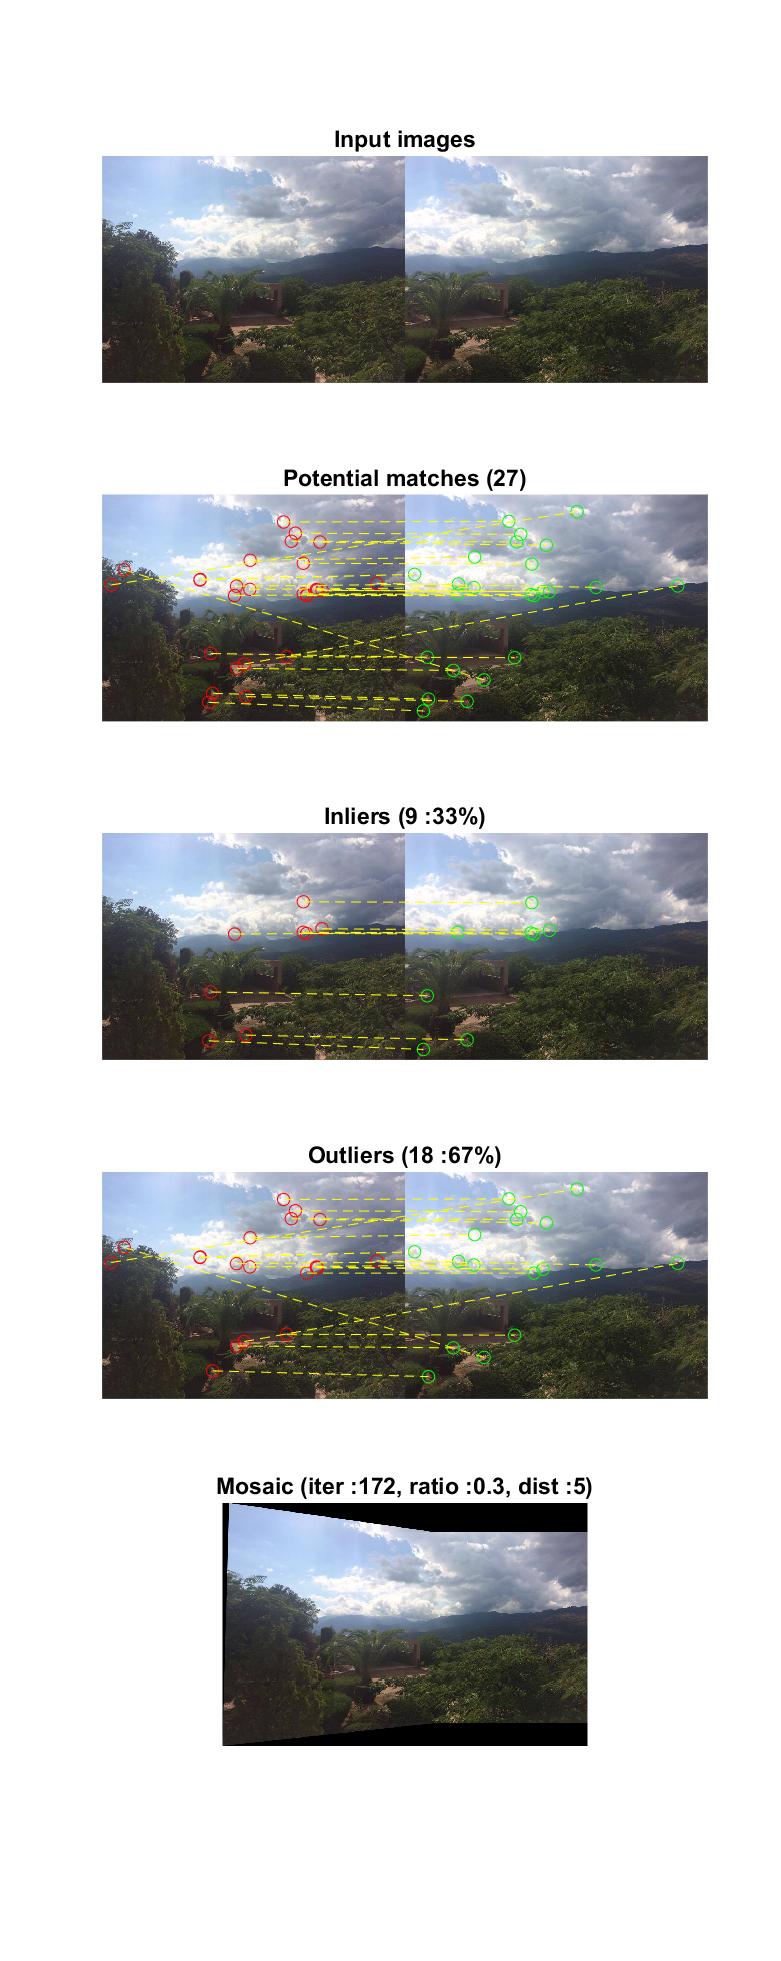 Input images
Potential matches (27)
Inliers (9 :33%)
Outliers (18 :67%)
Mosaic (iter :172, ratio :0.3, dist :5)